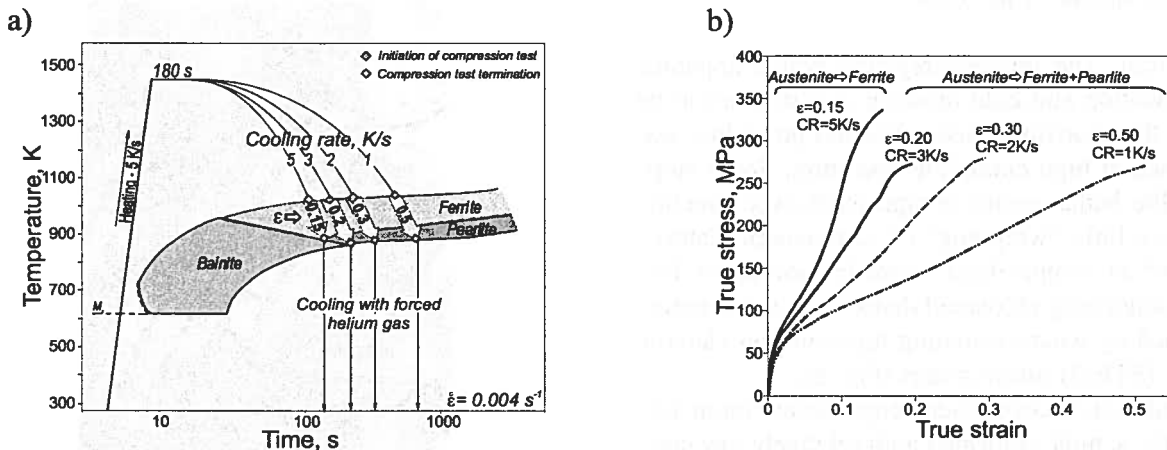 a)
1500
1300
1100
900
700
500
300
Temperature, K
180 s
Initiation of compression test
Compression test termination
Heating - 5 K/s
Cooling rate, K/s
5 3 2 1
ε⇨
0.15
0.2
0.3
0.5
Ferrite
Pearlite
Bainite
Cooling with forced
helium gas
ε̇= 0.004 s⁻¹
10
100
1000
Time, s
b)
400
350
300
250
200
150
100
50
0
True stress, MPa
Austenite⇨Ferrite
Austenite⇨Ferrite+Pearlite
ε=0.15
CR=5K/s
ε=0.20
CR=3K/s
ε=0.30
CR=2K/s
ε=0.50
CR=1K/s
0
0.1
0.2
0.3
0.4
0.5
True strain